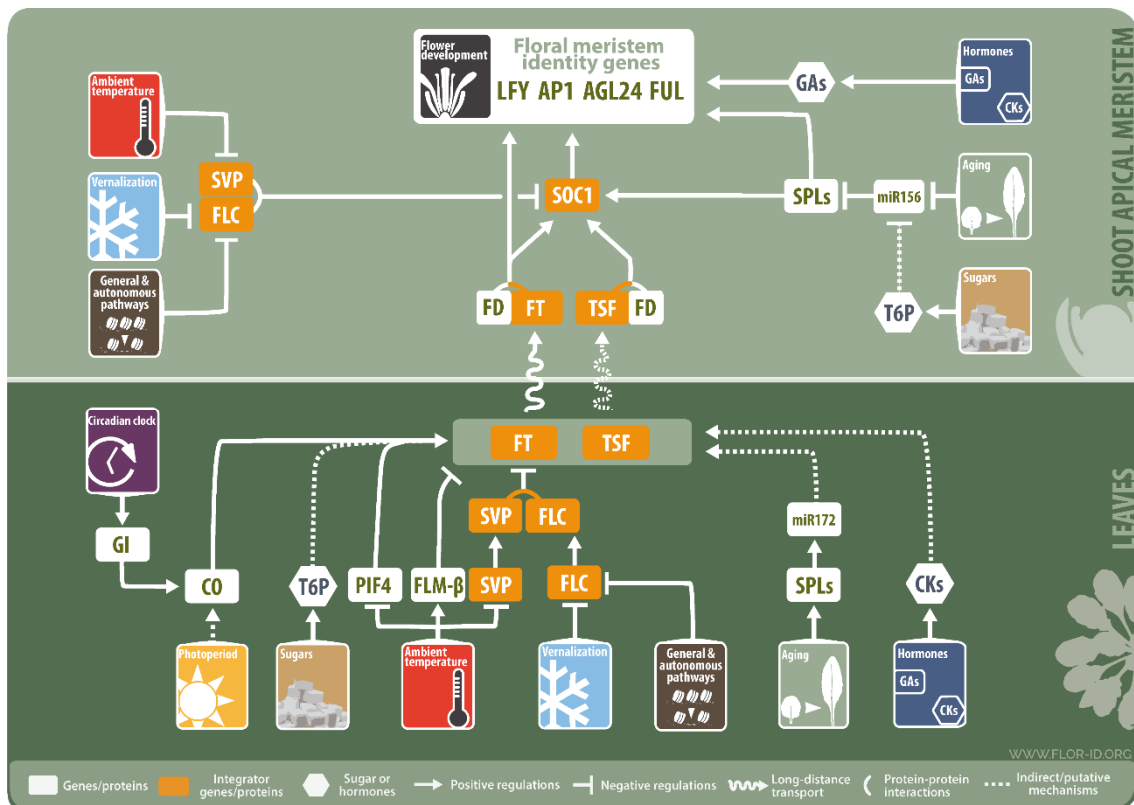 Flower
development
Floral meristem
identity genes
LFY AP1 AGL24 FUL
Ambient
temperature
Vernalization
General &
autonomous
pathways
SVP
FLC
SOC1
GAs
Hormones
GAs
CKs
SPLs
miR156
Aging
T6P
Sugars
FD
FT
TSF
FD
SHOOT APICAL MERISTEM
Circadian clock
GI
CO
Photoperiod
T6P
Sugars
FT
TSF
SVP
FLC
PIF4
FLM-β
SVP
FLC
Ambient
temperature
Vernalization
General &
autonomous
pathways
miR172
SPLs
Aging
CKs
Hormones
GAs
CKs
LEAVES
WWW.FLOR-ID.ORG
Genes/proteins
Integrator
genes/proteins
Sugar or
hormones
Positive regulations
Negative regulations
Long-distance
transport
Protein-protein
interactions
Indirect/putative
mechanisms